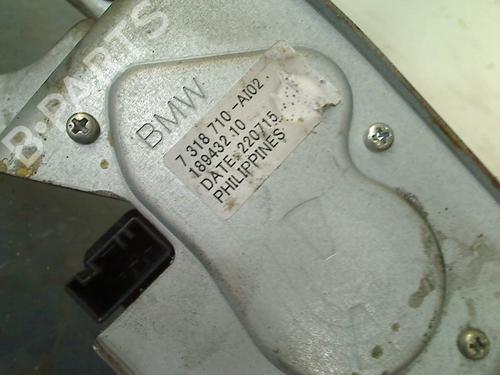 B-PARTS
BMW
7 318 710-AI02
189432.10
DATE: 220715
PHILIPPINES